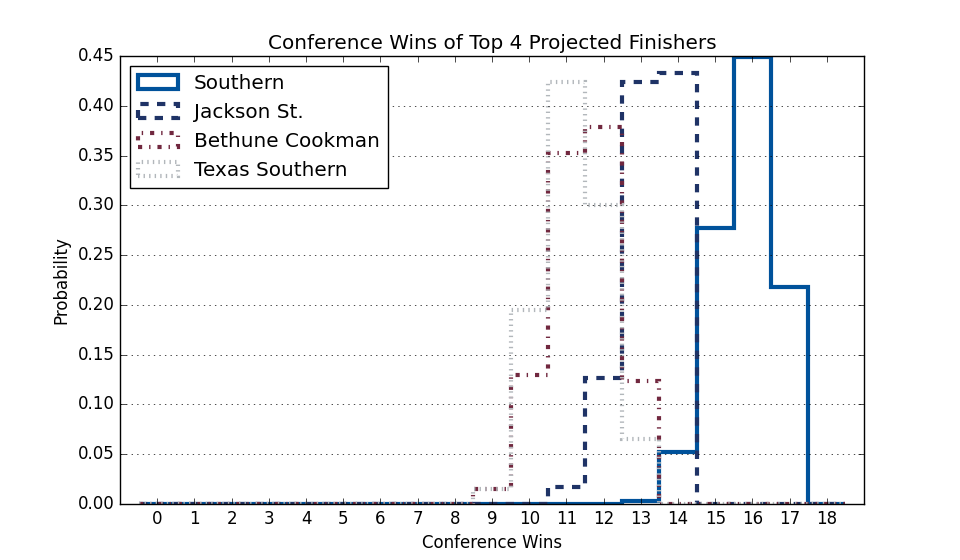 Conference Wins of Top 4 Projected Finishers
Southern
Jackson St.
Bethune Cookman
Texas Southern
0.45
0.40
0.35
0.30
0.25
0.20
0.15
0.10
0.05
0.00
Probability
0 1 2 3 4 5 6 7 8 9 10 11 12 13 14 15 16 17 18
Conference Wins